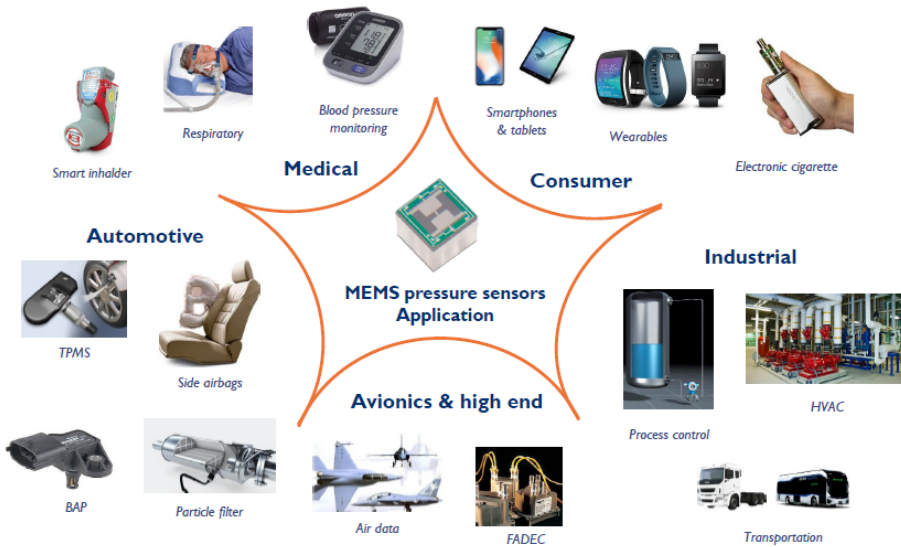 Smart inhalder
Respiratory
OMRON
Blood pressure
monitoring
Smartphones
& tablets
Wearables
Electronic cigarette
Medical
Consumer
Automotive
Industrial
MEMS pressure sensors
Application
TPMS
Side airbags
Avionics & high end
Process control
HVAC
BAP
Particle filter
Air data
FADEC
Transportation